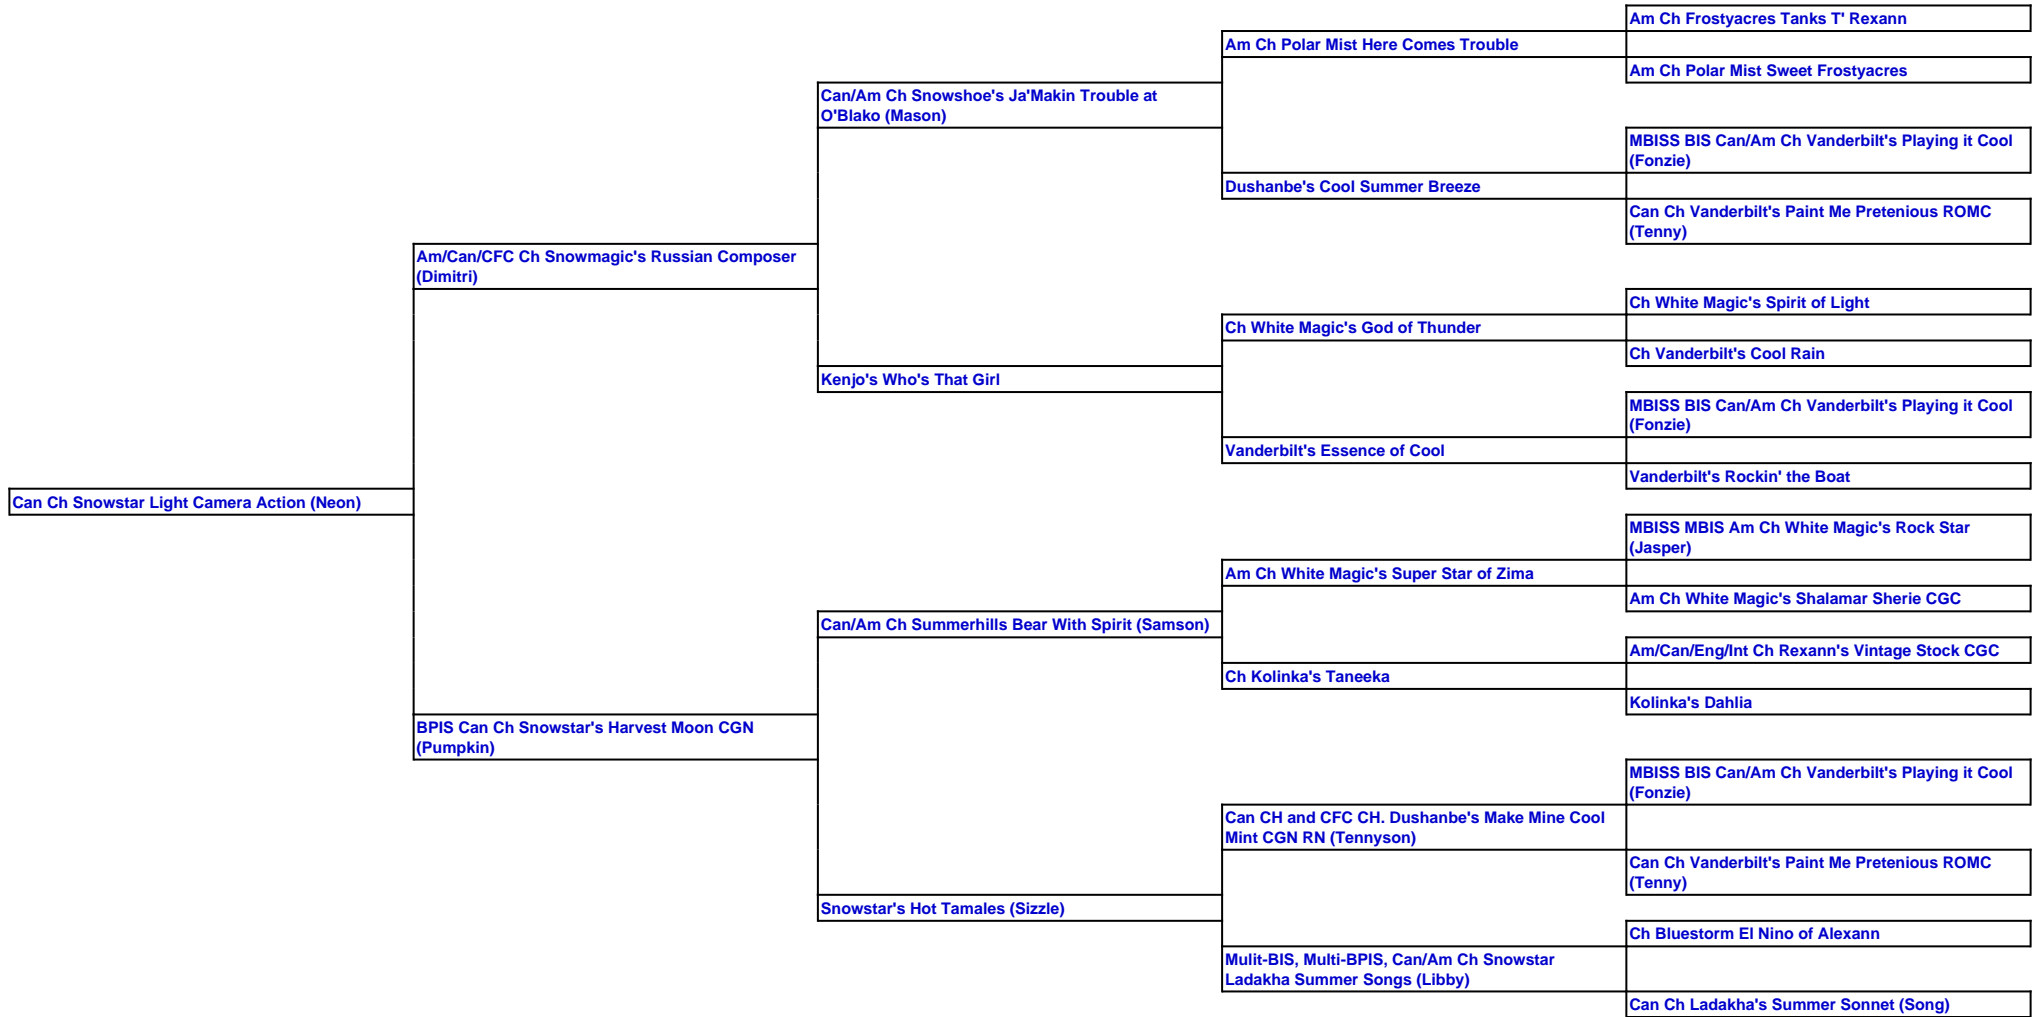 Am Ch Frostyacres Tanks T' Rexann
Am Ch Polar Mist Here Comes Trouble
Am Ch Polar Mist Sweet Frostyacres
Can/Am Ch Snowshoe's Ja'Makin Trouble at
O'Blako (Mason)
MBISS BIS Can/Am Ch Vanderbilt's Playing it Cool
(Fonzie)
Dushanbe's Cool Summer Breeze
Can Ch Vanderbilt's Paint Me Pretenious ROMC
(Tenny)
Am/Can/CFC Ch Snowmagic's Russian Composer
(Dimitri)
Ch White Magic's Spirit of Light
Ch White Magic's God of Thunder
Ch Vanderbilt's Cool Rain
Kenjo's Who's That Girl
MBISS BIS Can/Am Ch Vanderbilt's Playing it Cool
(Fonzie)
Vanderbilt's Essence of Cool
Vanderbilt's Rockin' the Boat
Can Ch Snowstar Light Camera Action (Neon)
MBISS MBIS Am Ch White Magic's Rock Star
(Jasper)
Am Ch White Magic's Super Star of Zima
Am Ch White Magic's Shalamar Sherie CGC
Can/Am Ch Summerhills Bear With Spirit (Samson)
Am/Can/Eng/Int Ch Rexann's Vintage Stock CGC
Ch Kolinka's Taneeka
Kolinka's Dahlia
BPIS Can Ch Snowstar's Harvest Moon CGN
(Pumpkin)
MBISS BIS Can/Am Ch Vanderbilt's Playing it Cool
(Fonzie)
Can CH and CFC CH. Dushanbe's Make Mine Cool
Mint CGN RN (Tennyson)
Can Ch Vanderbilt's Paint Me Pretenious ROMC
(Tenny)
Snowstar's Hot Tamales (Sizzle)
Ch Bluestorm El Nino of Alexann
Mulit-BIS, Multi-BPIS, Can/Am Ch Snowstar
Ladakha Summer Songs (Libby)
Can Ch Ladakha's Summer Sonnet (Song)